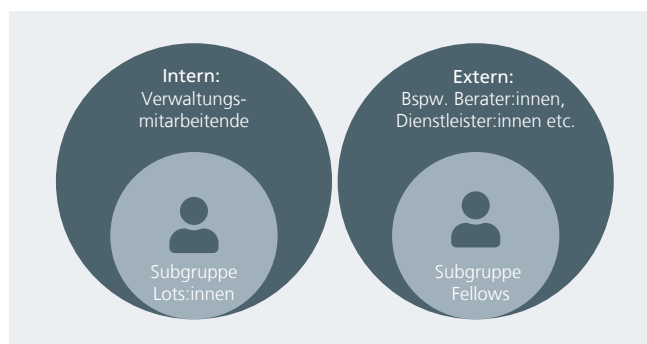 Intern:
Verwaltungs-
mitarbeitende
Subgruppe
Lots:innen
Extern:
Bspw. Berater:innen,
Dienstleister:innen etc.
Subgruppe
Fellows